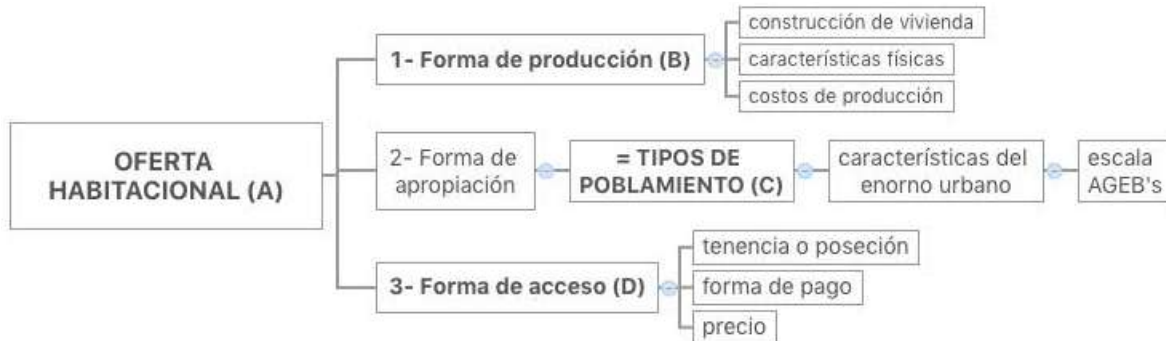 OFERTA
HABITACIONAL (A)
1- Forma de producción (B)
construcción de vivienda
características físicas
costos de producción
2- Forma de
apropiación
= TIPOS DE
POBLAMIENTO (C)
características del
enorno urbano
escala
AGEB's
3- Forma de acceso (D)
tenencia o poseción
forma de pago
precio